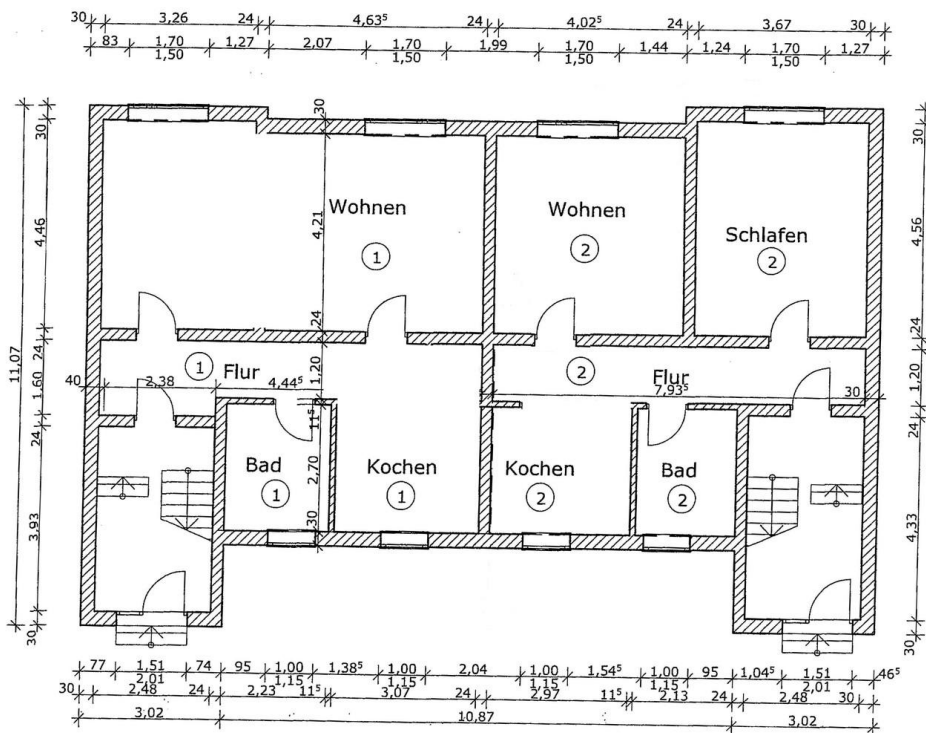 30 3,26 24 4,63⁵ 24 4,02⁵ 24 3,67 30
83 1,70 1,27 2,07 1,70 1,99 1,70 1,44 1,24 1,70 1,27
1,50 1,50 1,50 1,50
30 30 30
4,46 4,21 4,56
Wohnen Wohnen Schlafen
1 2 2
24 24 24
11,07
1,60 1,20 1,20
1 Flur 2 Flur
40 2,38 4,44⁵ 7,93⁵ 30
24 11⁵ 24
Bad 2,70 Kochen Kochen Bad
1 1 2 2
3,93 30 4,33
30 30
77 1,51 74 95 1,00 1,38⁵ 1,00 2,04 1,00 1,54⁵ 1,00 95 1,04⁵ 1,51 46⁵
2,01 1,15 1,15 1,15 1,15 2,01
30 2,48 24 2,23 11⁵ 3,07 24 2,97 11⁵ 2,13 24 2,48 30
3,02 10,87 3,02